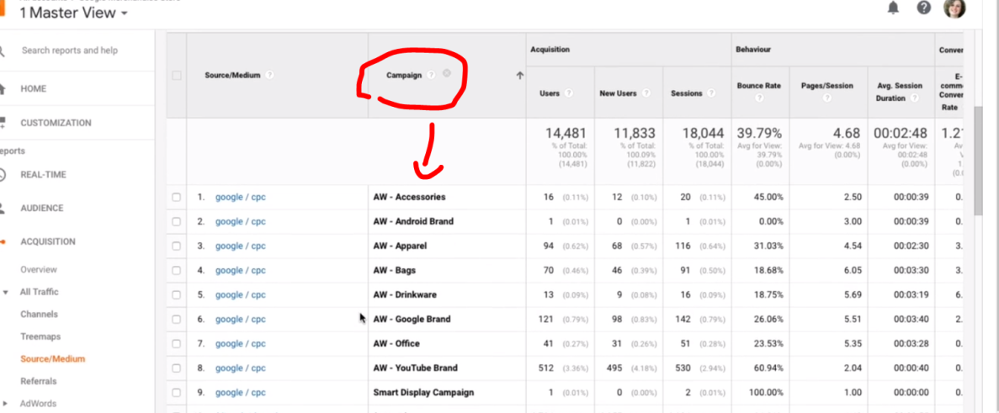 1 Master View
Search reports and help
HOME
CUSTOMIZATION
REAL-TIME
AUDIENCE
ACQUISITION
Overview
All Traffic
Channels
Treemaps
Source/Medium
Referrals
AdWords
Acquisition Behaviour
Source/Medium Campaign Users New Users Sessions Bounce Rate Pages/Session Avg. Session Duration Rate
14,481 11,833 18,044 39.79% 4.68 00:02:48
% of Total: % of Total: % of Total: Avg for View: Avg for View: 4.68 Avg for View:
100.00% 100.09% 100.00% 39.79% (0.00%) 00:02:48
(14,481) (11,822) (18,044) (0.00%) (0.00%)
1. google / cpc AW - Accessories 16 (0.11%) 12 (0.10%) 20 (0.11%) 45.00% 2.50 00:00:39 0.
2. google / cpc AW - Android Brand 1 (0.01%) 0 (0.00%) 1 (0.01%) 0.00% 3.00 00:00:39 0.
3. google / cpc AW - Apparel 94 (0.62%) 68 (0.57%) 116 (0.64%) 31.03% 4.54 00:02:30 3.
4. google / cpc AW - Bags 70 (0.46%) 46 (0.39%) 91 (0.50%) 18.68% 6.05 00:03:30 3.
5. google / cpc AW - Drinkware 13 (0.09%) 9 (0.08%) 16 (0.09%) 18.75% 5.69 00:03:19 6.
6. google / cpc AW - Google Brand 121 (0.79%) 98 (0.83%) 142 (0.79%) 26.06% 5.51 00:03:40 2.
7. google / cpc AW - Office 41 (0.27%) 31 (0.26%) 51 (0.28%) 23.53% 5.35 00:03:28 0.
8. google / cpc AW - YouTube Brand 512 (3.36%) 495 (4.18%) 530 (2.94%) 60.94% 2.04 00:00:40 0.
9. google / cpc Smart Display Campaign 1 (0.01%) 0 (0.00%) 2 (0.01%) 100.00% 1.00 00:00:00 0.